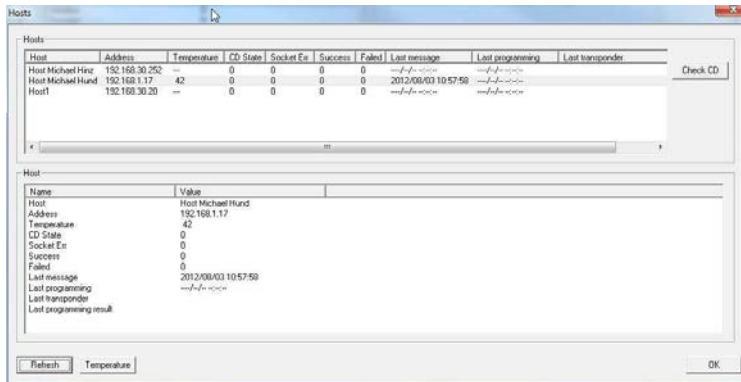 Hosts
Hosts
Host Address Temperature CD State Socket Err Success Failed Last message Last programming Last transponder
Host Michael Hinz 192.168.30.252 --- 0 0 0 0 ----/--/-- --:--:-- ----/--/-- --:--:--
Host Michael Hund 192.168.1.17 42 0 0 0 0 2012/08/03 10:57:58 ----/--/-- --:--:--
Host1 192.168.30.20 --- 0 0 0 0 ----/--/-- --:--:-- ----/--/-- --:--:--
Check CD
Host
Name Value
Host Host Michael Hund
Address 192.168.1.17
Temperature 42
CD State 0
Socket Err 0
Success 0
Failed 0
Last message 2012/08/03 10:57:58
Last programming ----/--/-- --:--:--
Last transponder
Last programming result
Refresh Temperature OK